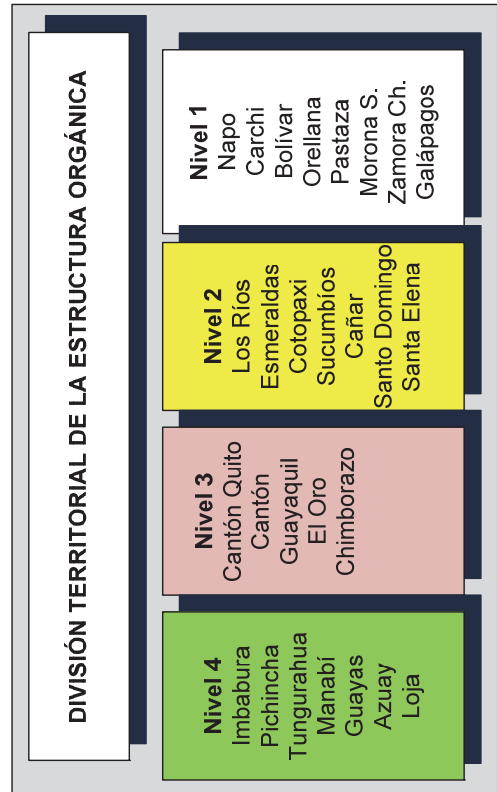 DIVISIÓN TERRITORIAL DE LA ESTRUCTURA ORGÁNICA
Nivel 4
Imbabura
Pichincha
Tungurahua
Manabí
Guayas
Azuay
Loja
Nivel 3
Cantón Quito
Cantón
Guayaquil
El Oro
Chimborazo
Nivel 2
Los Ríos
Esmeraldas
Cotopaxi
Sucumbíos
Cañar
Santo Domingo
Santa Elena
Nivel 1
Napo
Carchi
Bolívar
Orellana
Pastaza
Morona S.
Zamora Ch.
Galápagos